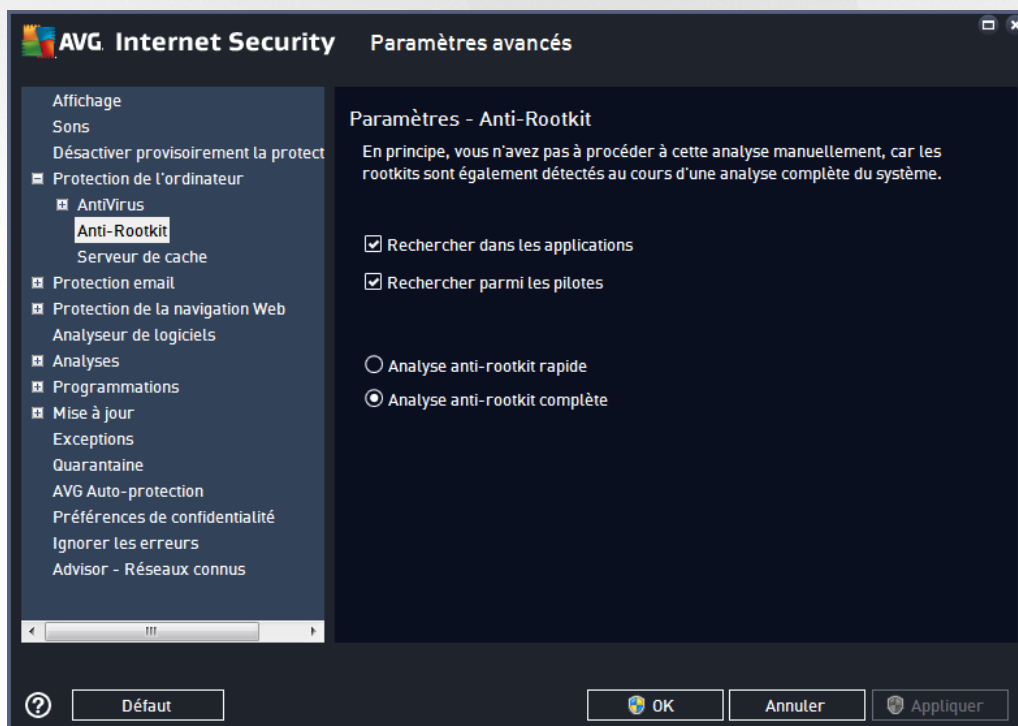 AVG. Internet Security
Paramètres avancés
Affichage
Sons
Désactiver provisoirement la protect
Protection de l'ordinateur
AntiVirus
Anti-Rootkit
Serveur de cache
Protection email
Protection de la navigation Web
Analyseur de logiciels
Analyses
Programmations
Mise à jour
Exceptions
Quarantaine
AVG Auto-protection
Préférences de confidentialité
Ignorer les erreurs
Advisor - Réseaux connus
Paramètres - Anti-Rootkit
En principe, vous n'avez pas à procéder à cette analyse manuellement, car les
rootkits sont également détectés au cours d'une analyse complète du système.
Rechercher dans les applications
Rechercher parmi les pilotes
Analyse anti-rootkit rapide
Analyse anti-rootkit complète
Défaut
OK
Annuler
Appliquer